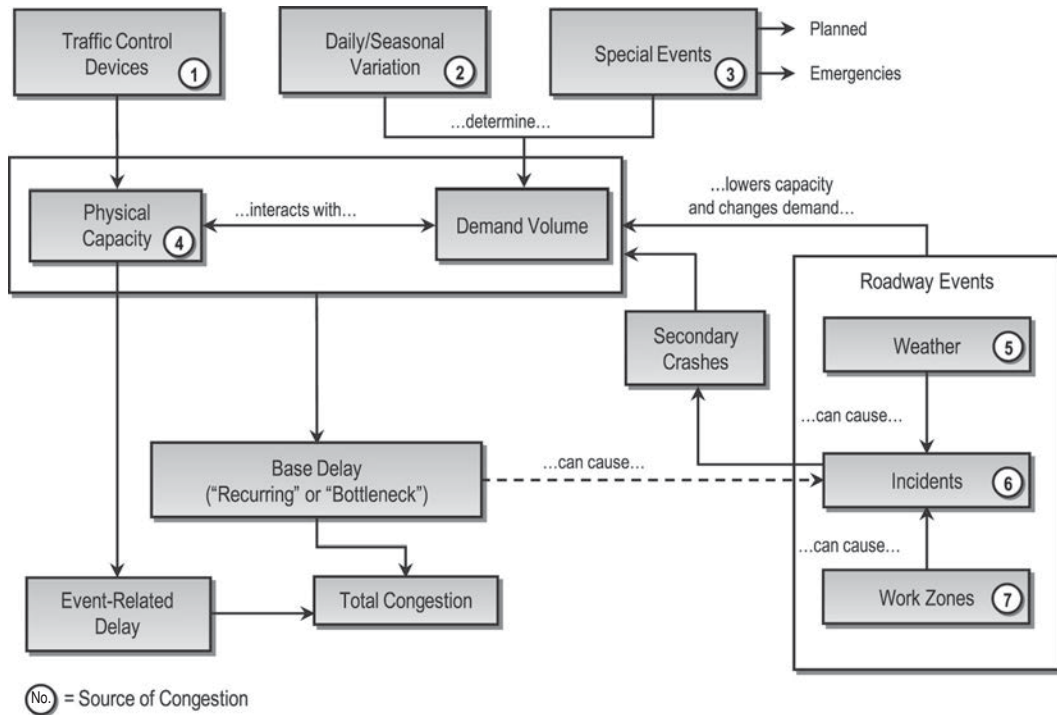 Traffic Control
Devices
1
Daily/Seasonal
Variation
2
Special Events
3
Planned
Emergencies
...determine...
Physical
Capacity
4
...interacts with...
Demand Volume
...lowers capacity
and changes demand...
Roadway Events
Secondary
Crashes
Weather
5
...can cause...
Base Delay
("Recurring" or "Bottleneck")
...can cause...
Incidents
6
...can cause...
Event-Related
Delay
Total Congestion
Work Zones
7
No. = Source of Congestion